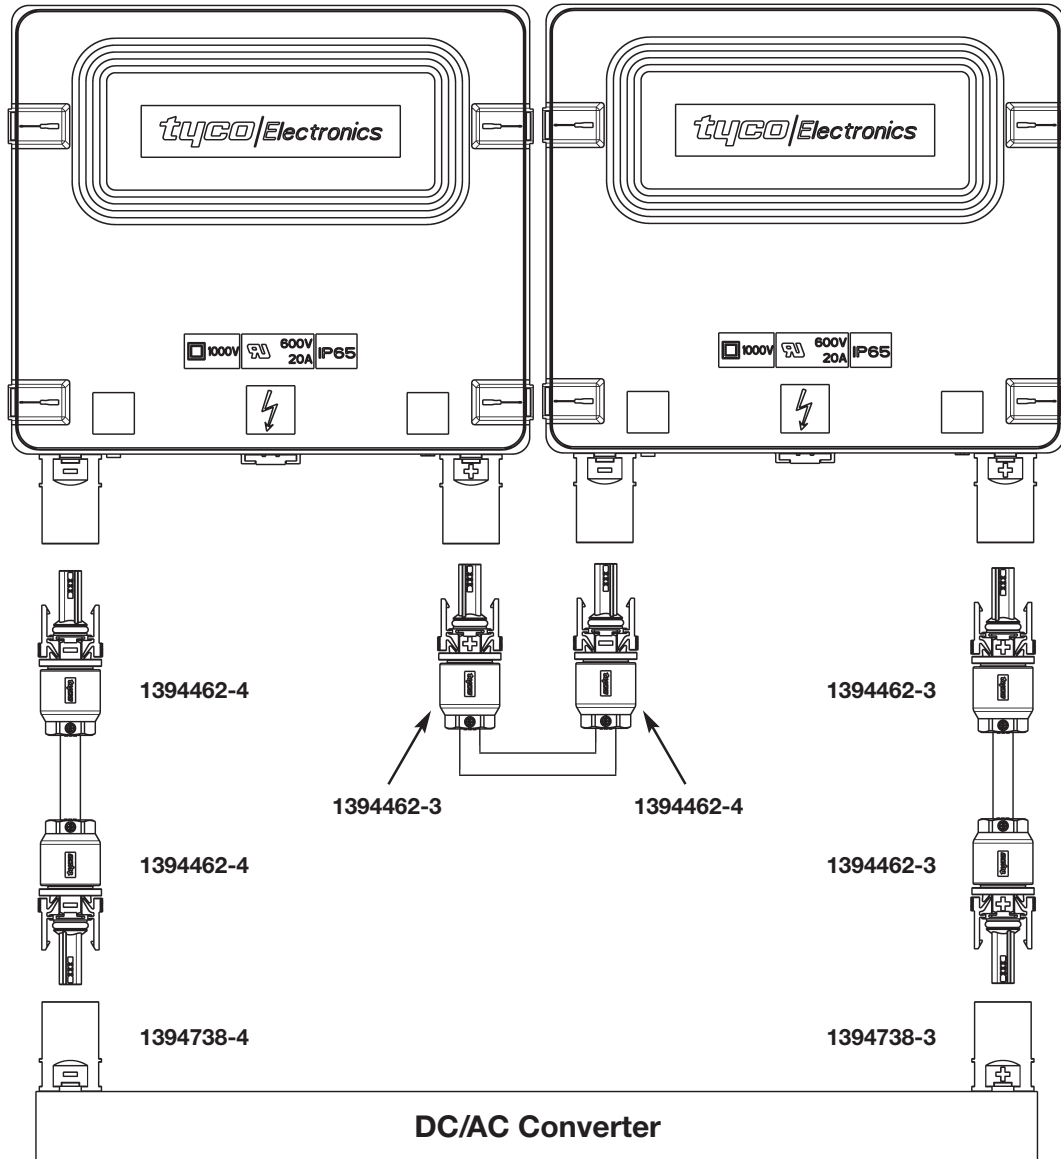 tyco/Electronics
tyco/Electronics
1000V 600V 20A IP65
1000V 600V 20A IP65
- + - +
+ -
- +
1394462-4
1394462-3
1394462-3
1394462-4
1394462-4
1394462-3
- +
1394738-4
1394738-3
- +
DC/AC Converter